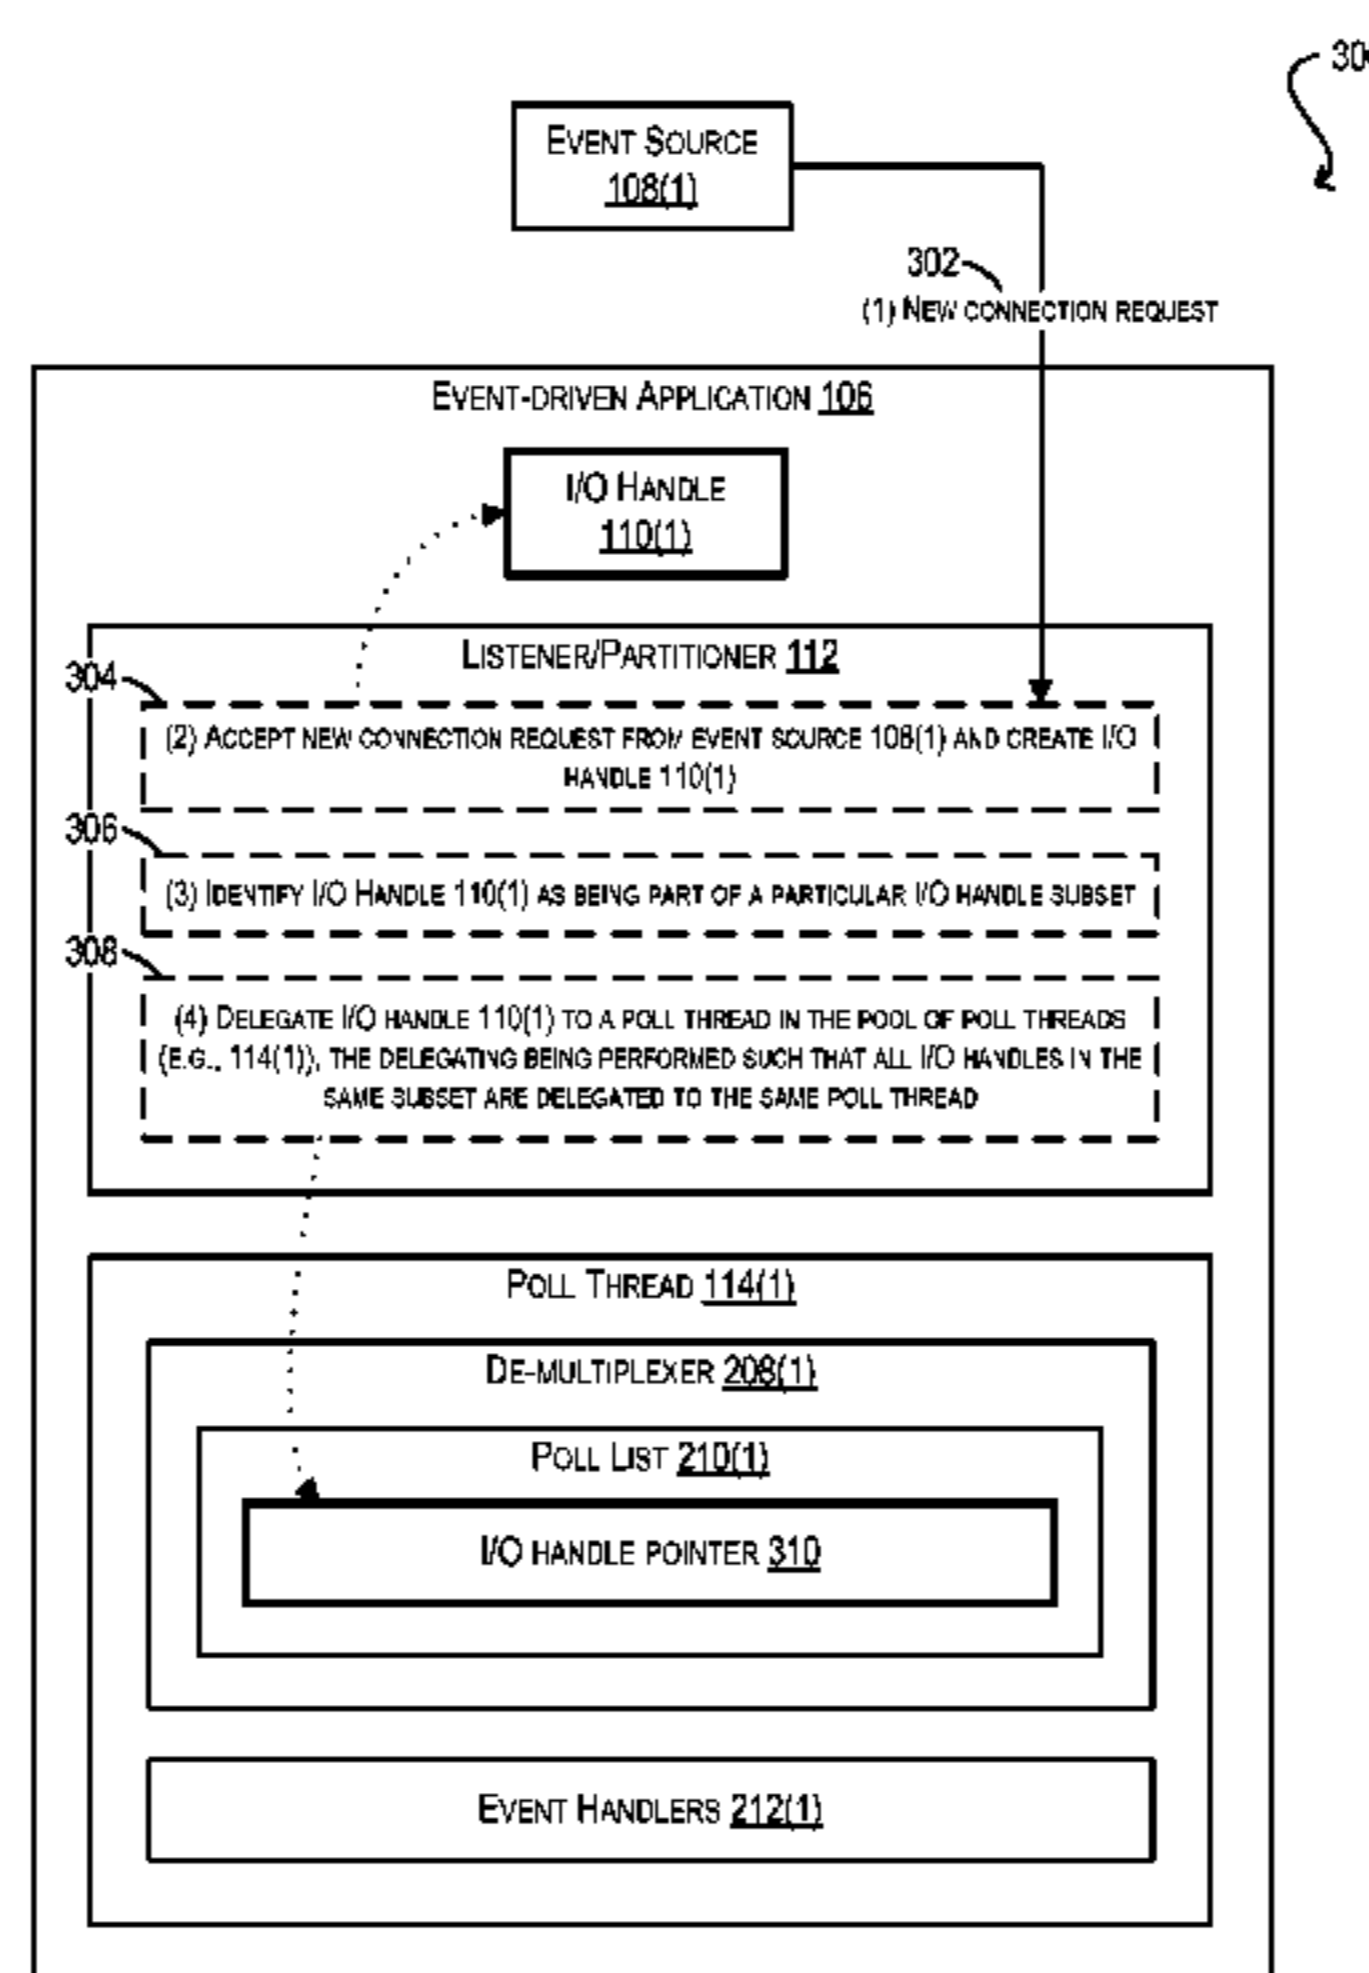 EVENT SOURCE
108(1)
302
(1) NEW CONNECTION REQUEST
EVENT-DRIVEN APPLICATION 106
I/O HANDLE
110(1)
LISTENER/PARTITIONER 112
304
(2) ACCEPT NEW CONNECTION REQUEST FROM EVENT SOURCE 108(1) AND CREATE I/O
HANDLE 110(1)
306
(3) IDENTIFY I/O HANDLE 110(1) AS BEING PART OF A PARTICULAR I/O HANDLE SUBSET
308
(4) DELEGATE I/O HANDLE 110(1) TO A POLL THREAD IN THE POOL OF POLL THREADS
(E.G., 114(1)), THE DELEGATING BEING PERFORMED SUCH THAT ALL I/O HANDLES IN THE
SAME SUBSET ARE DELEGATED TO THE SAME POLL THREAD
POLL THREAD 114(1)
DE-MULTIPLEXER 208(1)
POLL LIST 210(1)
I/O HANDLE POINTER 310
EVENT HANDLERS 212(1)